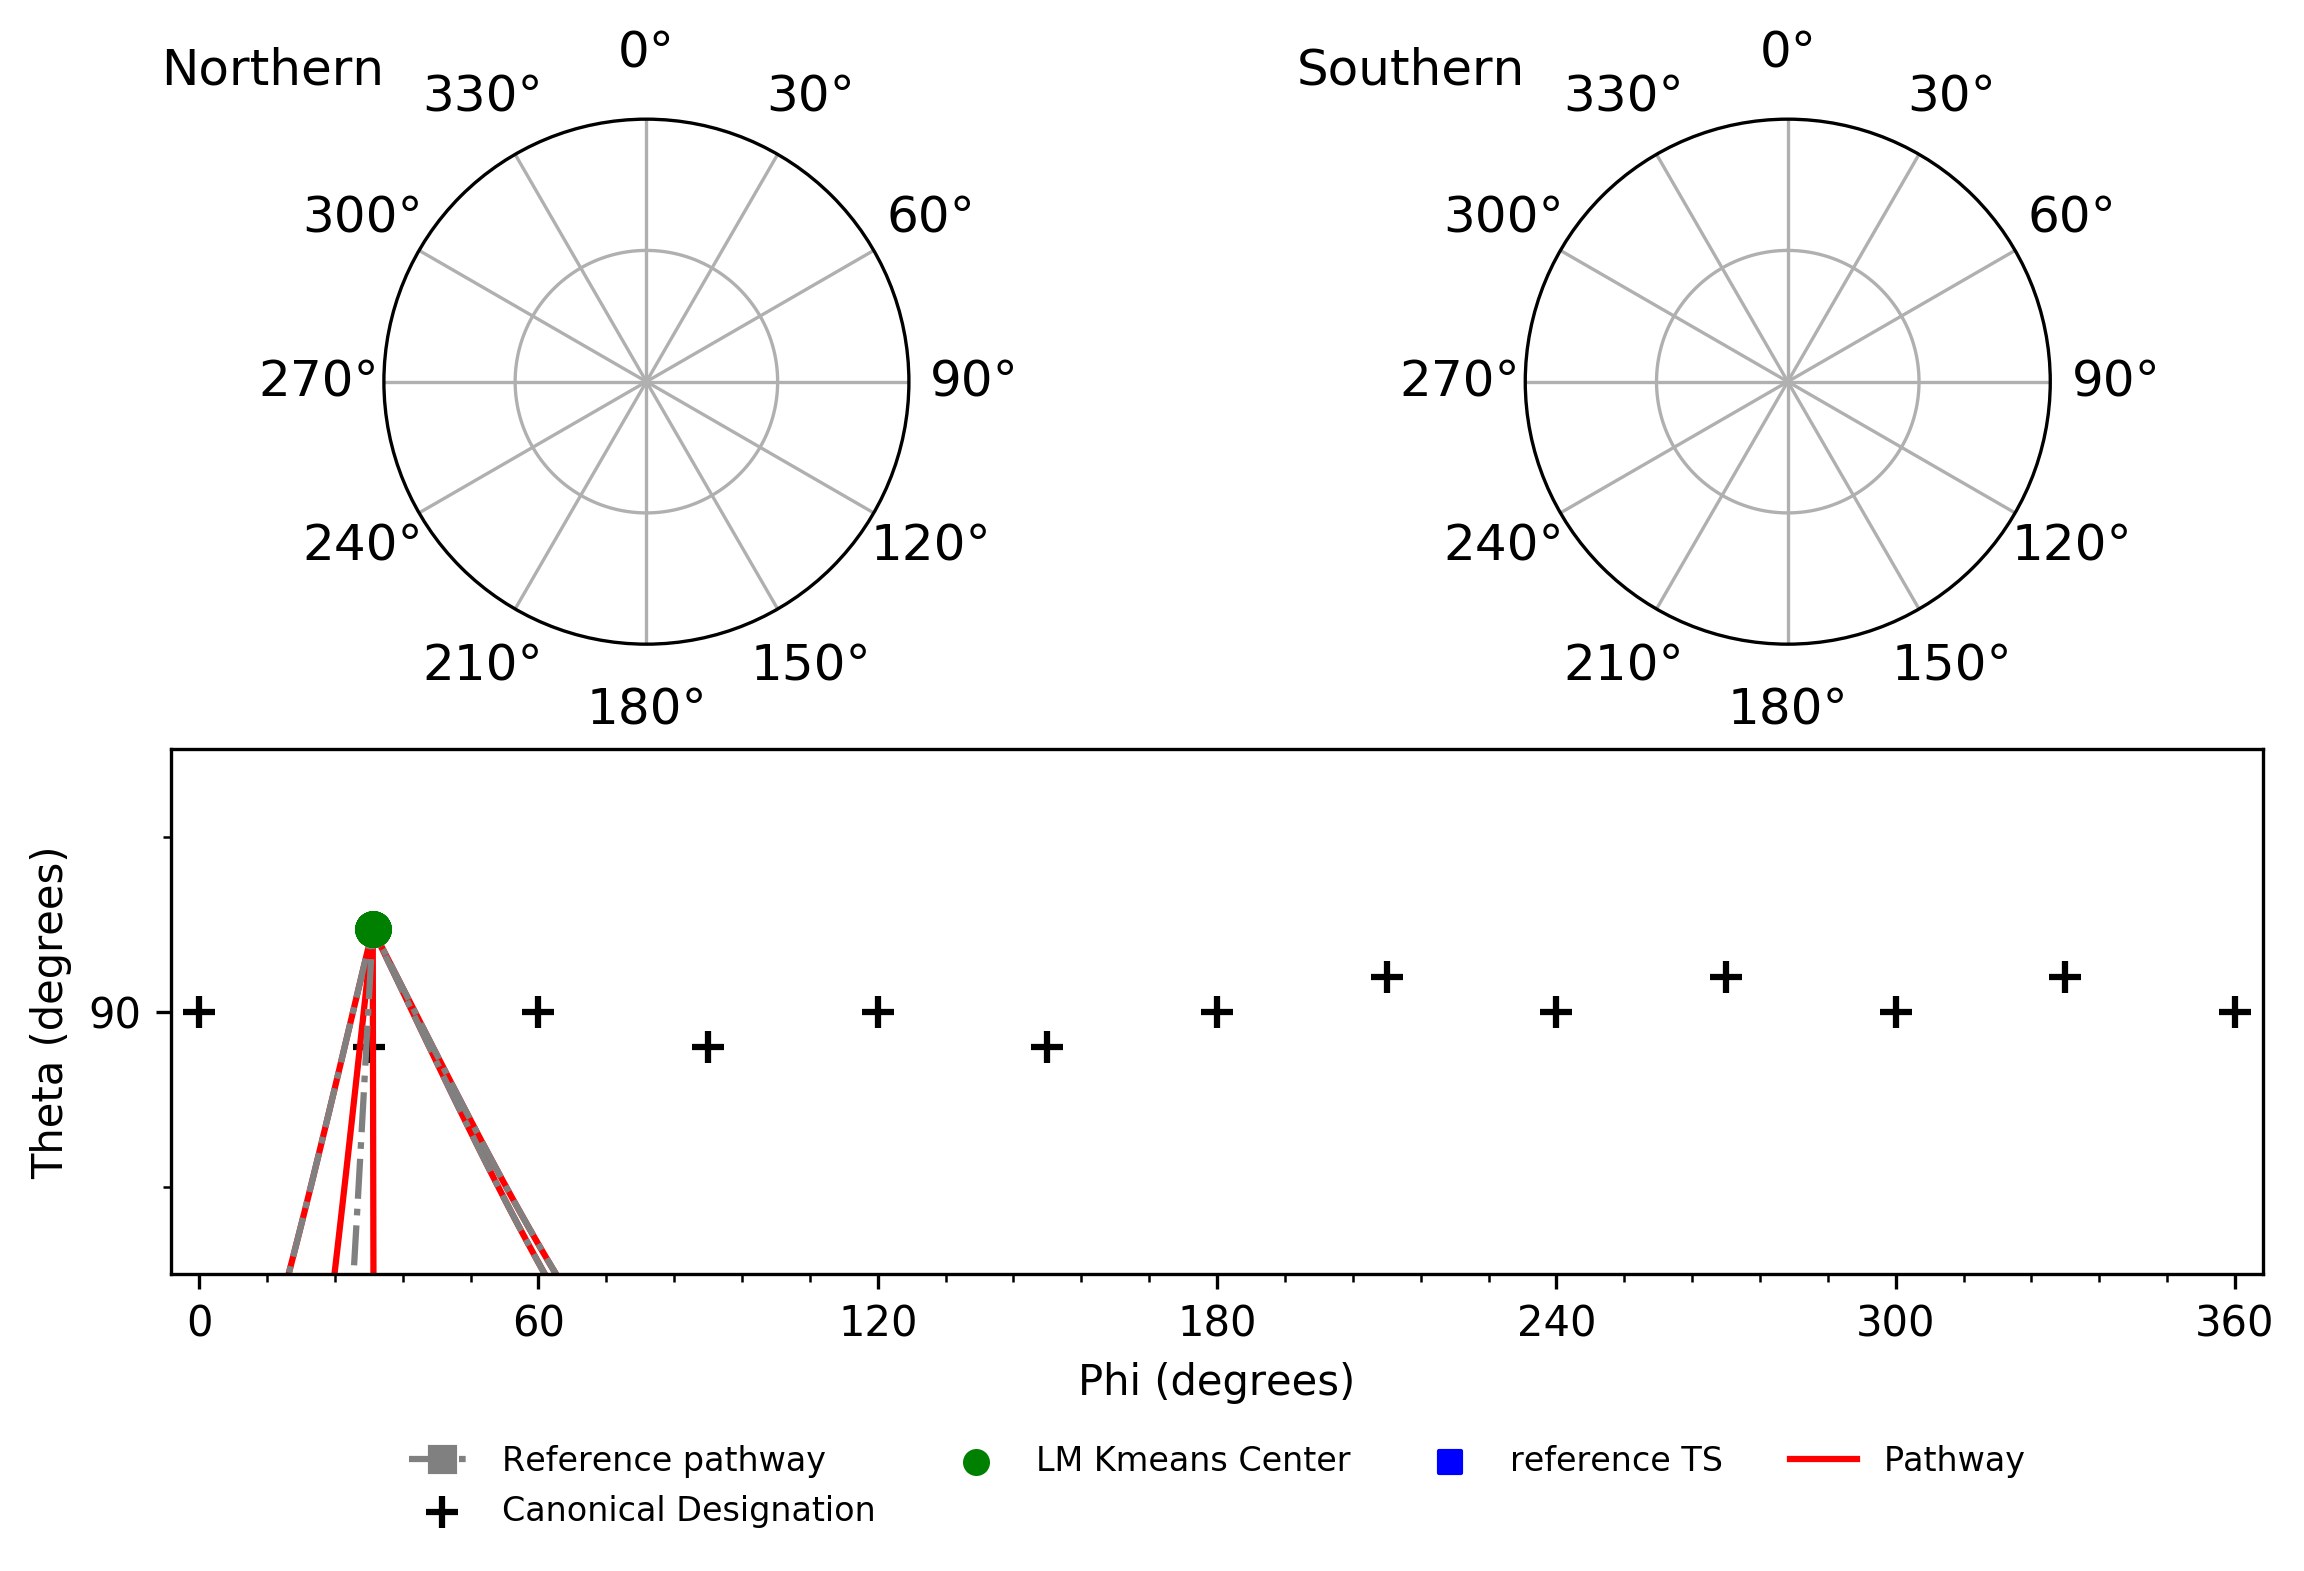 Northern
0°
30°
60°
90°
120°
150°
180°
210°
240°
270°
300°
330°
Southern
0°
30°
60°
90°
120°
150°
180°
210°
240°
270°
300°
330°
Theta (degrees)
90
0 60 120 180 240 300 360
Phi (degrees)
Reference pathway
Canonical Designation
LM Kmeans Center
reference TS
Pathway